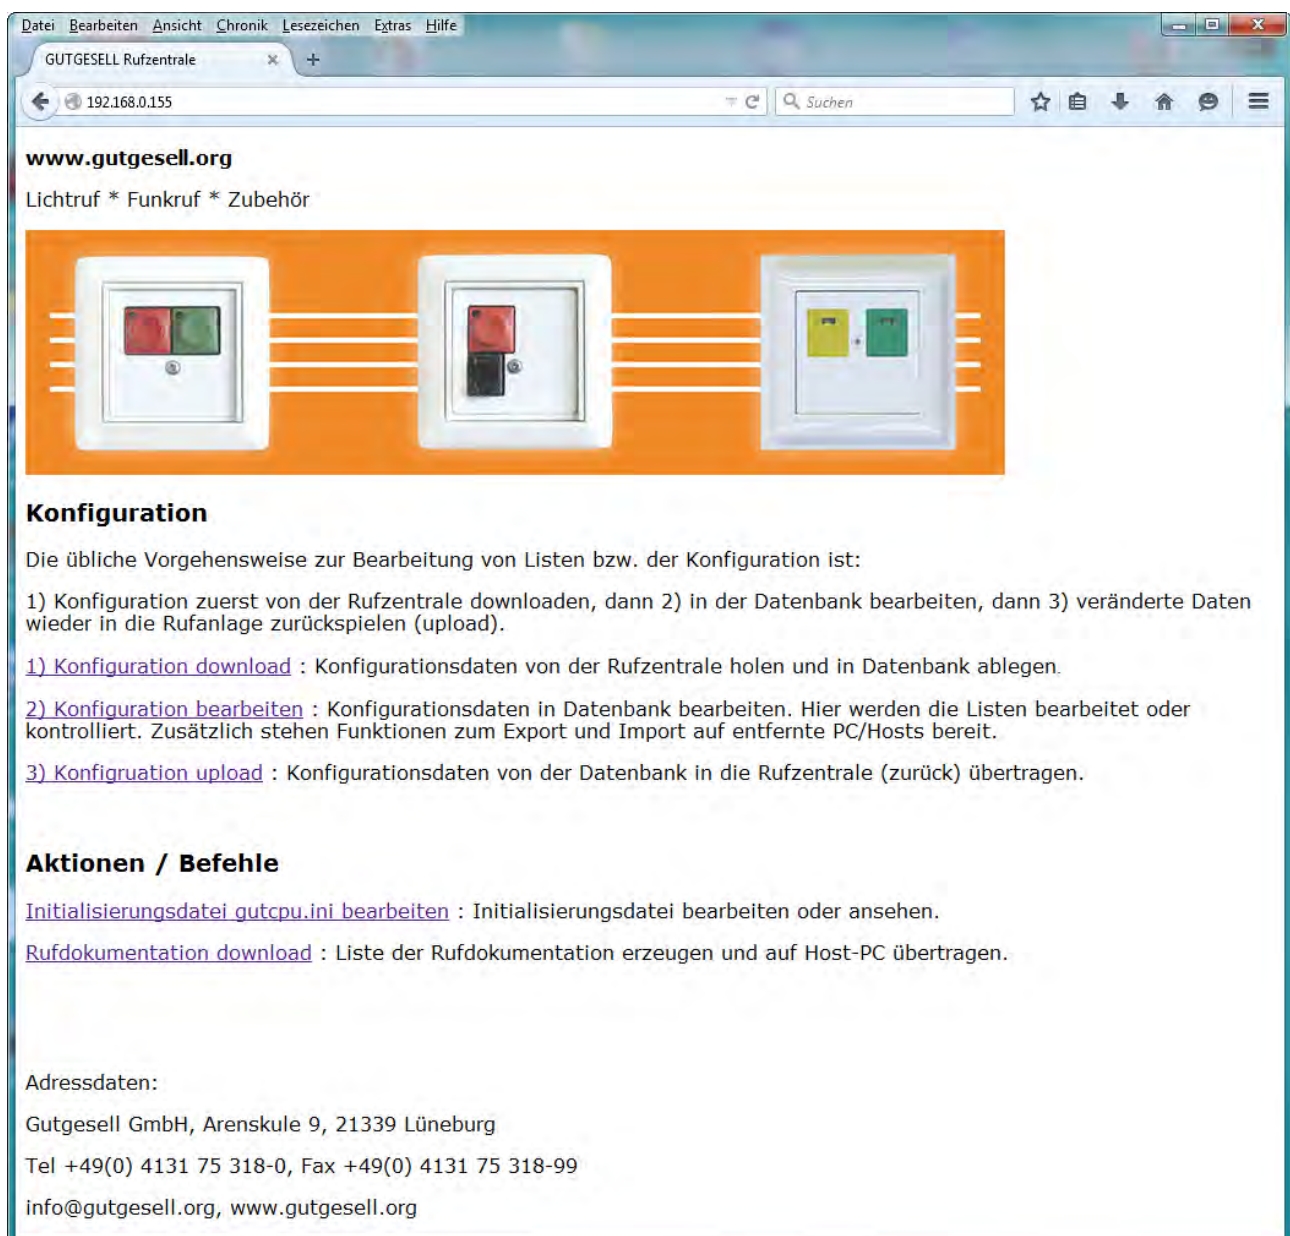 Datei Bearbeiten Ansicht Chronik Lesezeichen Extras Hilfe
GUTGESELL Rufzentrale
192.168.0.155
Suchen
www.gutgesell.org
Lichtruf * Funkruf * Zubehör
Konfiguration
Die übliche Vorgehensweise zur Bearbeitung von Listen bzw. der Konfiguration ist:
1) Konfiguration zuerst von der Rufzentrale downloaden, dann 2) in der Datenbank bearbeiten, dann 3) veränderte Daten
wieder in die Rufanlage zurückspielen (upload).
1) Konfiguration download : Konfigurationsdaten von der Rufzentrale holen und in Datenbank ablegen.
2) Konfiguration bearbeiten : Konfigurationsdaten in Datenbank bearbeiten. Hier werden die Listen bearbeitet oder
kontrolliert. Zusätzlich stehen Funktionen zum Export und Import auf entfernte PC/Hosts bereit.
3) Konfigruation upload : Konfigurationsdaten von der Datenbank in die Rufzentrale (zurück) übertragen.
Aktionen / Befehle
Initialisierungsdatei gutcpu.ini bearbeiten : Initialisierungsdatei bearbeiten oder ansehen.
Rufdokumentation download : Liste der Rufdokumentation erzeugen und auf Host-PC übertragen.
Adressdaten:
Gutgesell GmbH, Arenskule 9, 21339 Lüneburg
Tel +49(0) 4131 75 318-0, Fax +49(0) 4131 75 318-99
info@gutgesell.org, www.gutgesell.org